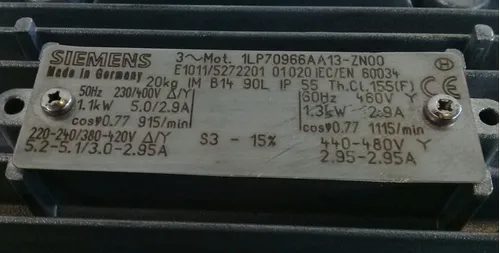 SIEMENS 3~Mot. 1LP70966AA13-ZN00
Made in Germany E1011/5272201 01 020 IEC/EN 60034
20kg IM B14 90L IP 55 Th.Cl.155(F)
50Hz 230/400V Δ/Y 60Hz 460V Y
1.1kW 5.0/2.9A 1.3kW 2.9A
cosφ0.77 915/min cosφ0.77 1115/min
220-240/380-420V Δ/Y S3 - 15% 440-480V Y
5.2-5.1/3.0-2.95A 2.95-2.95A